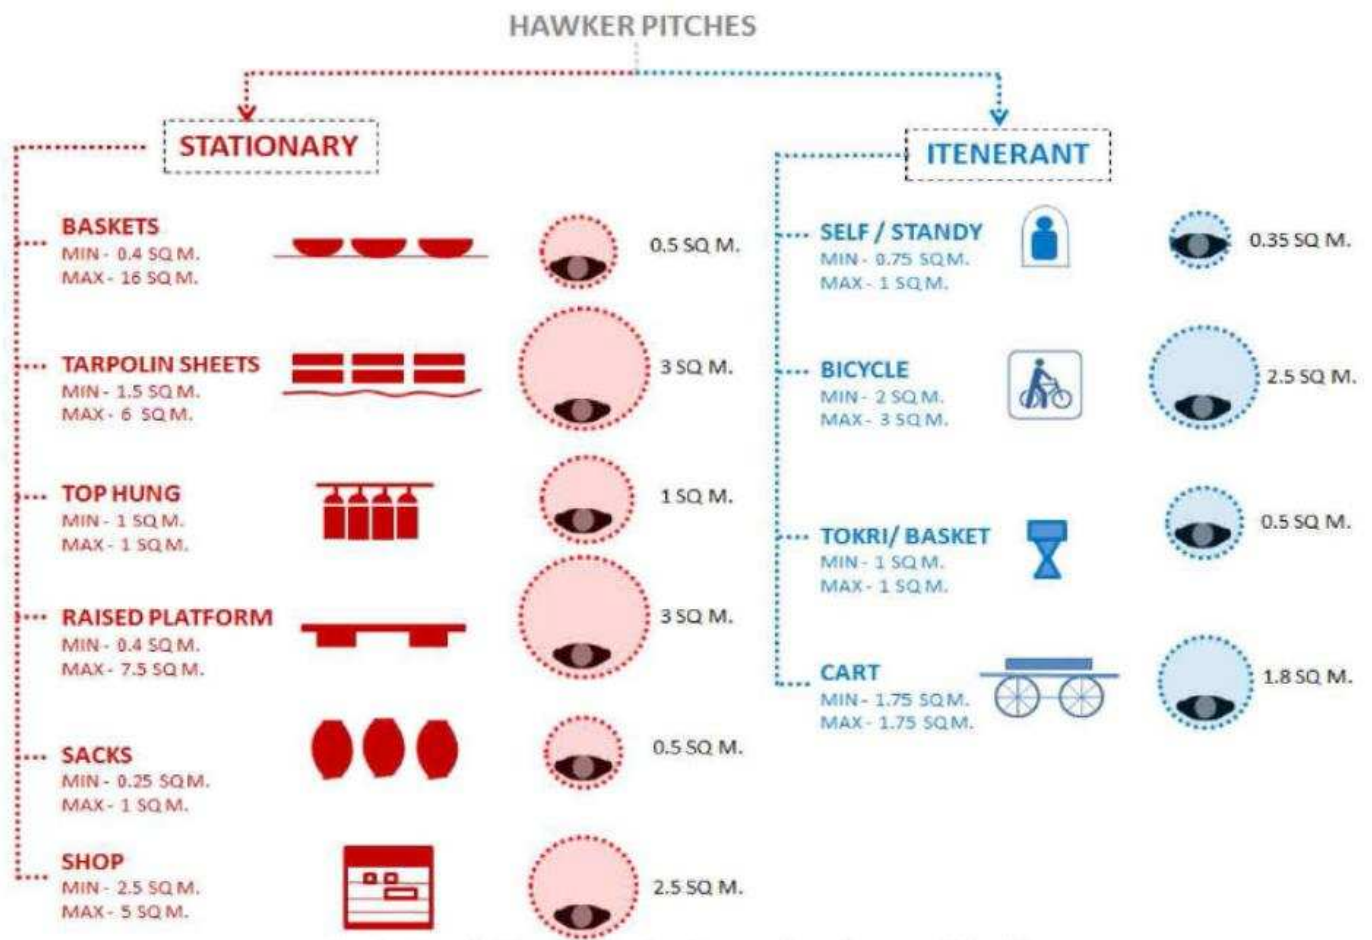 HAWKER PITCHES
STATIONARY
BASKETS
MIN - 0.4 SQ M.
MAX - 16 SQ M.
0.5 SQ M.
TARPOLIN SHEETS
MIN - 1.5 SQ M.
MAX - 6 SQ M.
3 SQ M.
TOP HUNG
MIN - 1 SQ M.
MAX - 1 SQ M.
1 SQ M.
RAISED PLATFORM
MIN - 0.4 SQ M.
MAX - 7.5 SQ M.
3 SQ M.
SACKS
MIN - 0.25 SQ M.
MAX - 1 SQ M.
0.5 SQ M.
SHOP
MIN - 2.5 SQ M.
MAX - 5 SQ M.
2.5 SQ M.
ITENERANT
SELF / STANDY
MIN - 0.75 SQ M.
MAX - 1 SQ M.
0.35 SQ M.
BICYCLE
MIN - 2 SQ M.
MAX - 3 SQ M.
2.5 SQ M.
TOKRI/ BASKET
MIN - 1 SQ M.
MAX - 1 SQ M.
0.5 SQ M.
CART
MIN - 1.75 SQ M.
MAX - 1.75 SQ M.
1.8 SQ M.